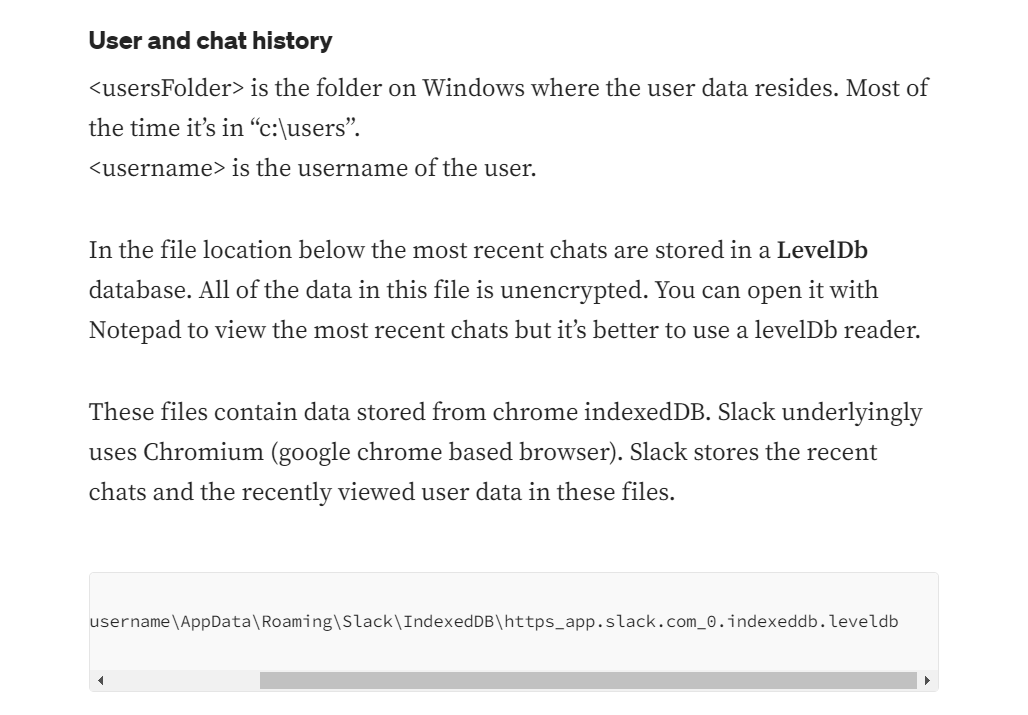 User and chat history
<usersFolder> is the folder on Windows where the user data resides. Most of
the time it’s in “c:\users”.
<username> is the username of the user.
In the file location below the most recent chats are stored in a LevelDb
database. All of the data in this file is unencrypted. You can open it with
Notepad to view the most recent chats but it’s better to use a levelDb reader.
These files contain data stored from chrome indexedDB. Slack underlyingly
uses Chromium (google chrome based browser). Slack stores the recent
chats and the recently viewed user data in these files.
username\AppData\Roaming\Slack\IndexedDB\https_app.slack.com_0.indexeddb.leveldb